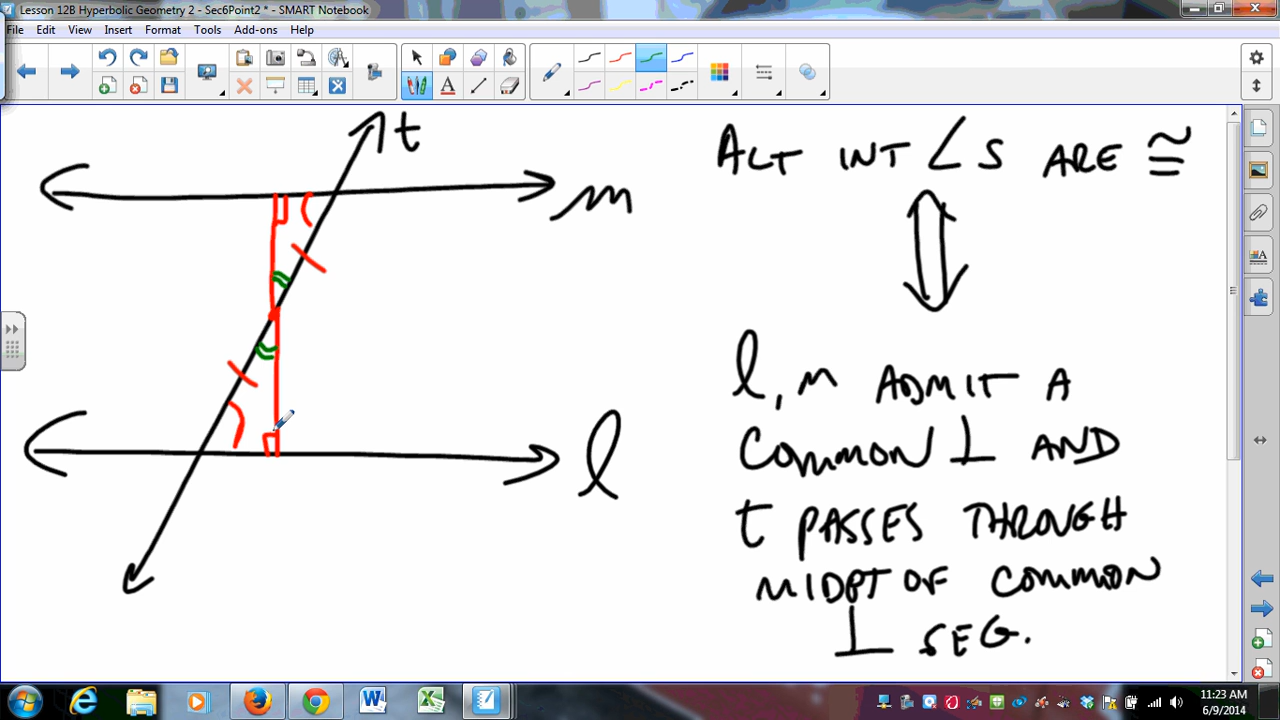 Lesson 12B Hyperbolic Geometry 2 - Sec6Point2 * - SMART Notebook
File Edit View Insert Format Tools Add-ons Help
t
m
l
ALT INT ∠S ARE ≅
l, m ADMIT A
COMMON ⊥ AND
t PASSES THROUGH
MIDPT OF COMMON
⊥ SEG.
11:23 AM
6/9/2014